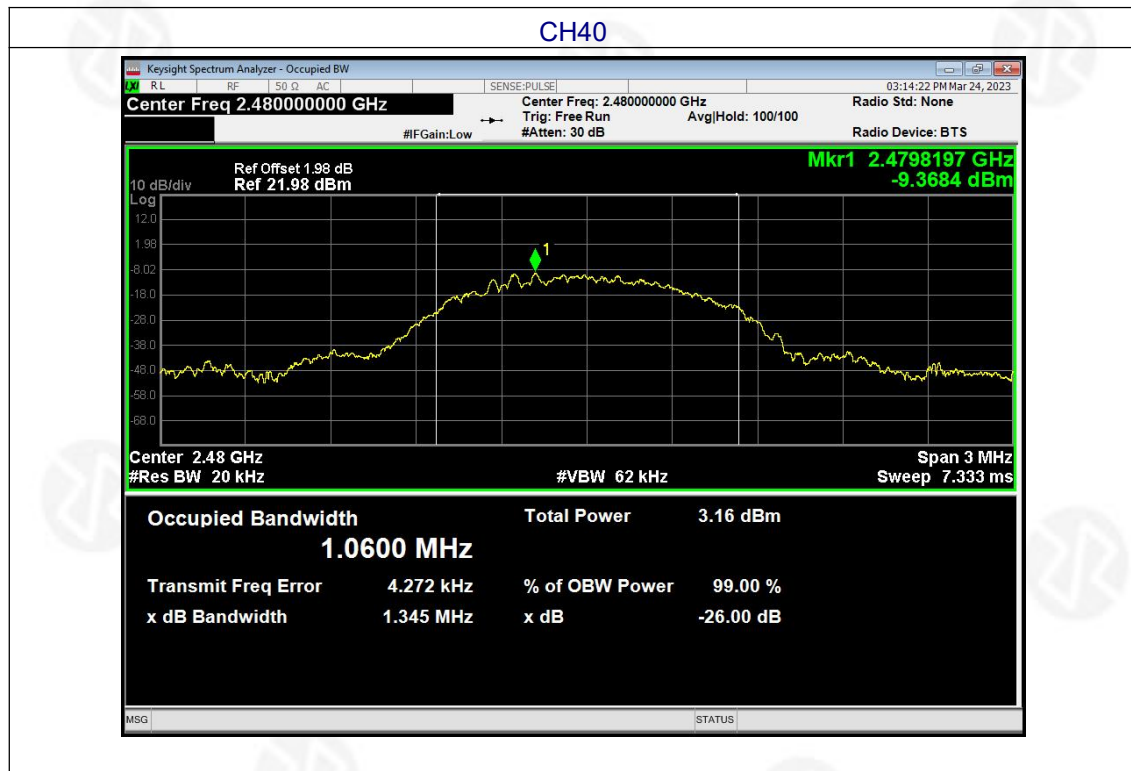 CH40
Keysight Spectrum Analyzer - Occupied BW
LXI RL RF 50 Ω AC SENSE:PULSE 03:14:22 PM Mar 24, 2023
Center Freq 2.480000000 GHz Center Freq: 2.480000000 GHz Radio Std: None
Trig: Free Run Avg|Hold: 100/100
#IFGain:Low #Atten: 30 dB Radio Device: BTS
Ref Offset 1.98 dB Mkr1 2.4798197 GHz
10 dB/div Ref 21.98 dBm -9.3684 dBm
Log
12.0
1.98
1
-8.02
-18.0
-28.0
-38.0
-48.0
-58.0
-68.0
Center 2.48 GHz Span 3 MHz
#Res BW 20 kHz #VBW 62 kHz Sweep 7.333 ms
Occupied Bandwidth Total Power 3.16 dBm
1.0600 MHz
Transmit Freq Error 4.272 kHz % of OBW Power 99.00 %
x dB Bandwidth 1.345 MHz x dB -26.00 dB
MSG STATUS